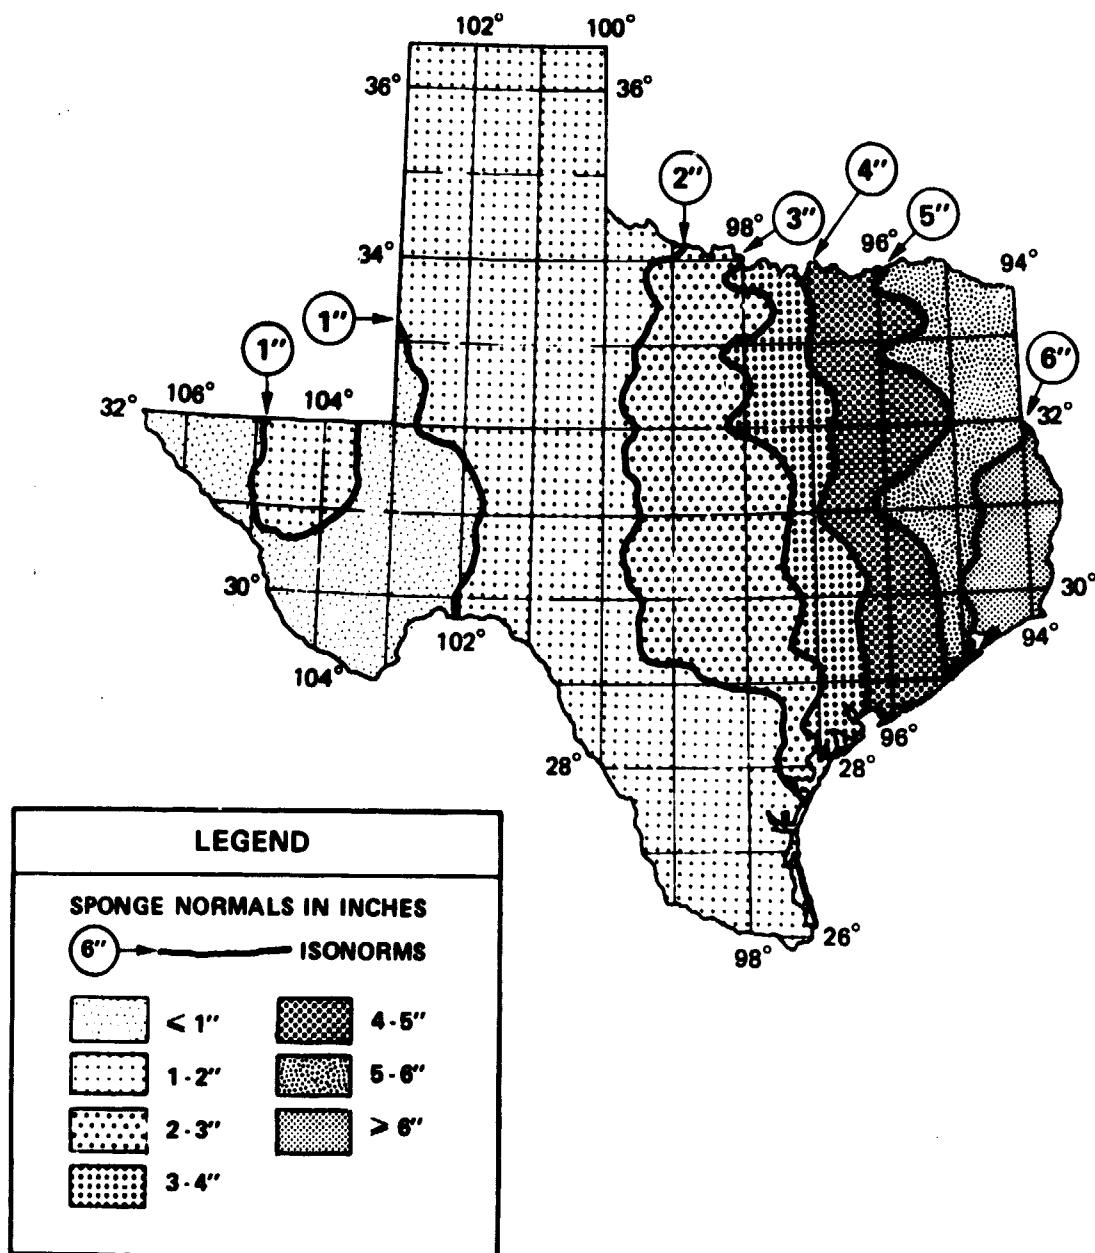 102° 100°
36° 36°
2" 4"
98° 3" 96° 5"
34° 94°
1"
1" 6"
32° 106° 104° 32°
30° 30°
102° 94°
104°
96°
28° 28°
26°
98°
LEGEND
SPONGE NORMALS IN INCHES
6" ISONORMS
< 1" 4-5"
1-2" 5-6"
2-3" ≥ 6"
3-4"